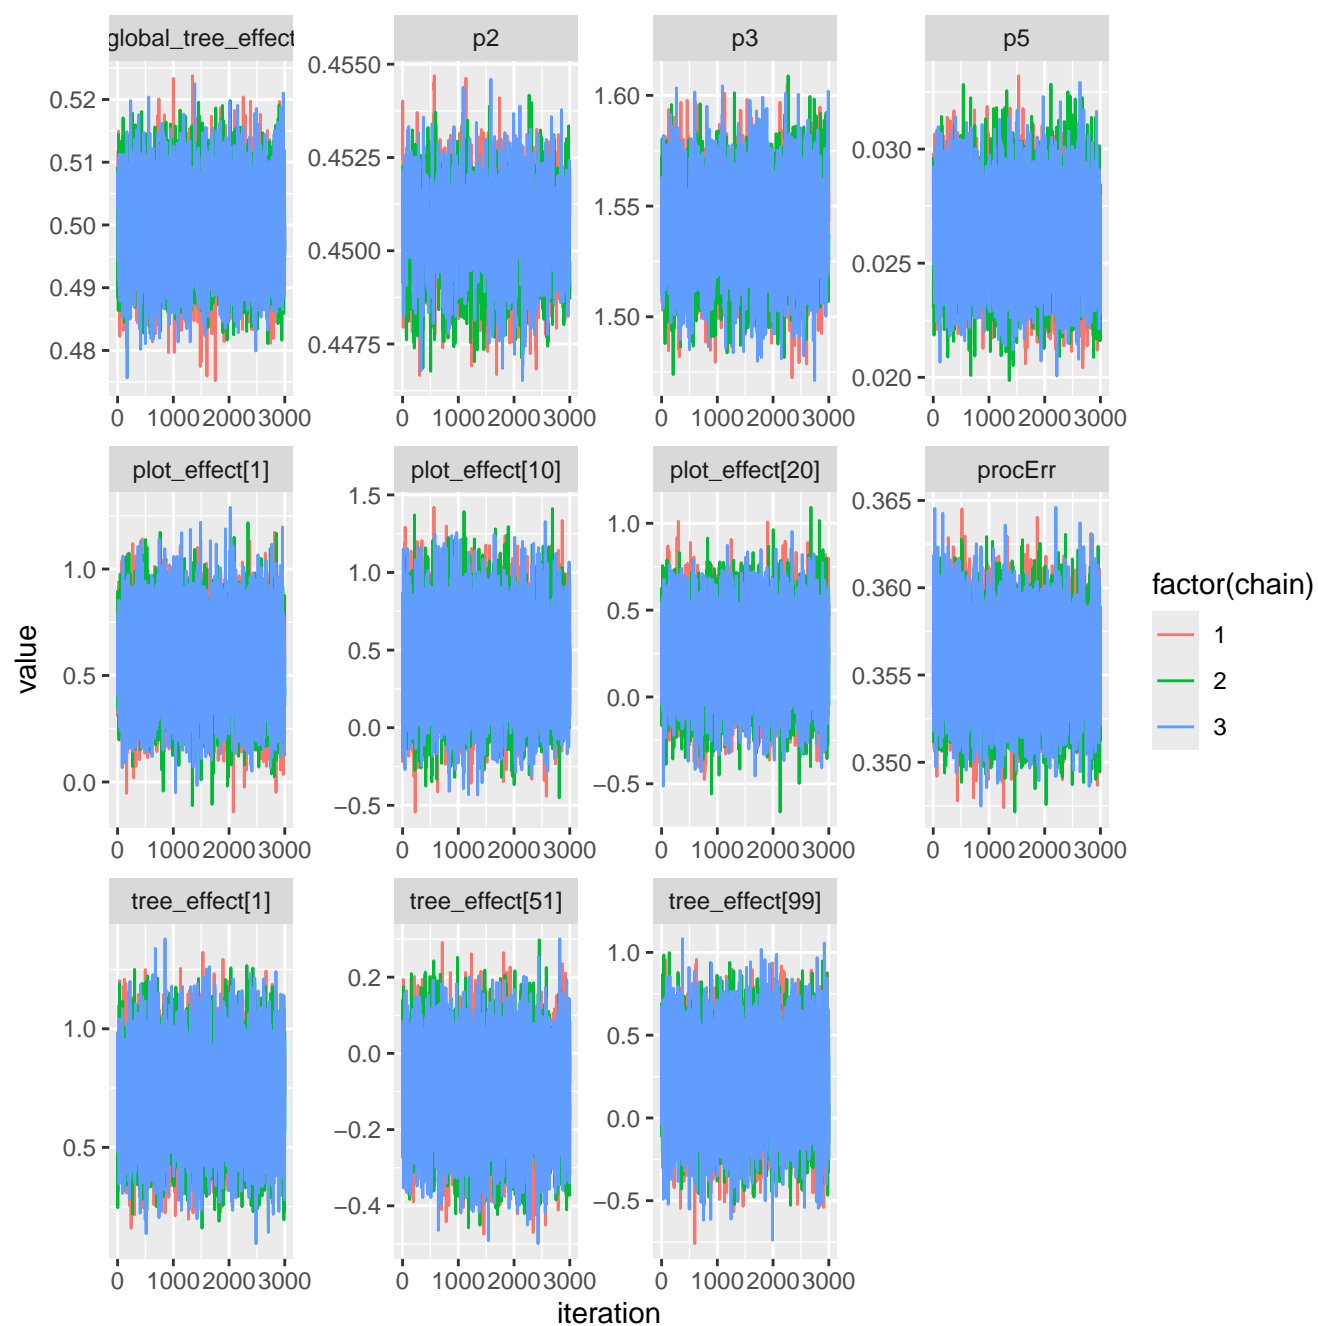 global_tree_effect p2 p3 p5
0.52 0.4550 1.60 0.030
0.51 0.4525 1.55 0.025
0.50 0.4500 1.50 0.020
0.49 0.4475
0.48
0 1000 2000 3000 0 1000 2000 3000 0 1000 2000 3000 0 1000 2000 3000
plot_effect[1] plot_effect[10] plot_effect[20] procErr
1.0 1.5 1.0 0.365
0.5 1.0 0.5 0.360
0.0 0.5 0.0 0.355
0.0 −0.5 0.350
−0.5
0 1000 2000 3000 0 1000 2000 3000 0 1000 2000 3000 0 1000 2000 3000
tree_effect[1] tree_effect[51] tree_effect[99]
1.0 0.2 1.0
0.5 0.0 0.5
−0.2 0.0
−0.4 −0.5
0 1000 2000 3000 0 1000 2000 3000 0 1000 2000 3000
value
iteration
factor(chain)
1
2
3